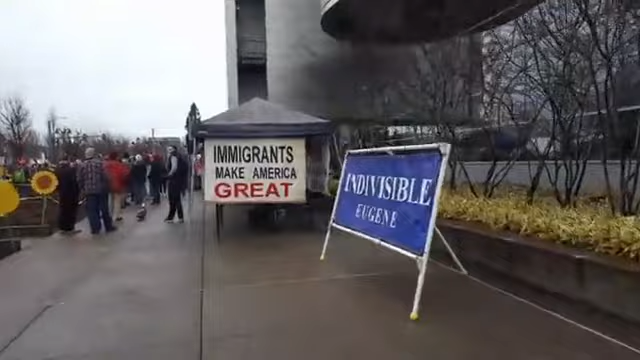 IMMIGRANTS
MAKE AMERICA
GREAT
INDIVISIBLE
EUGENE